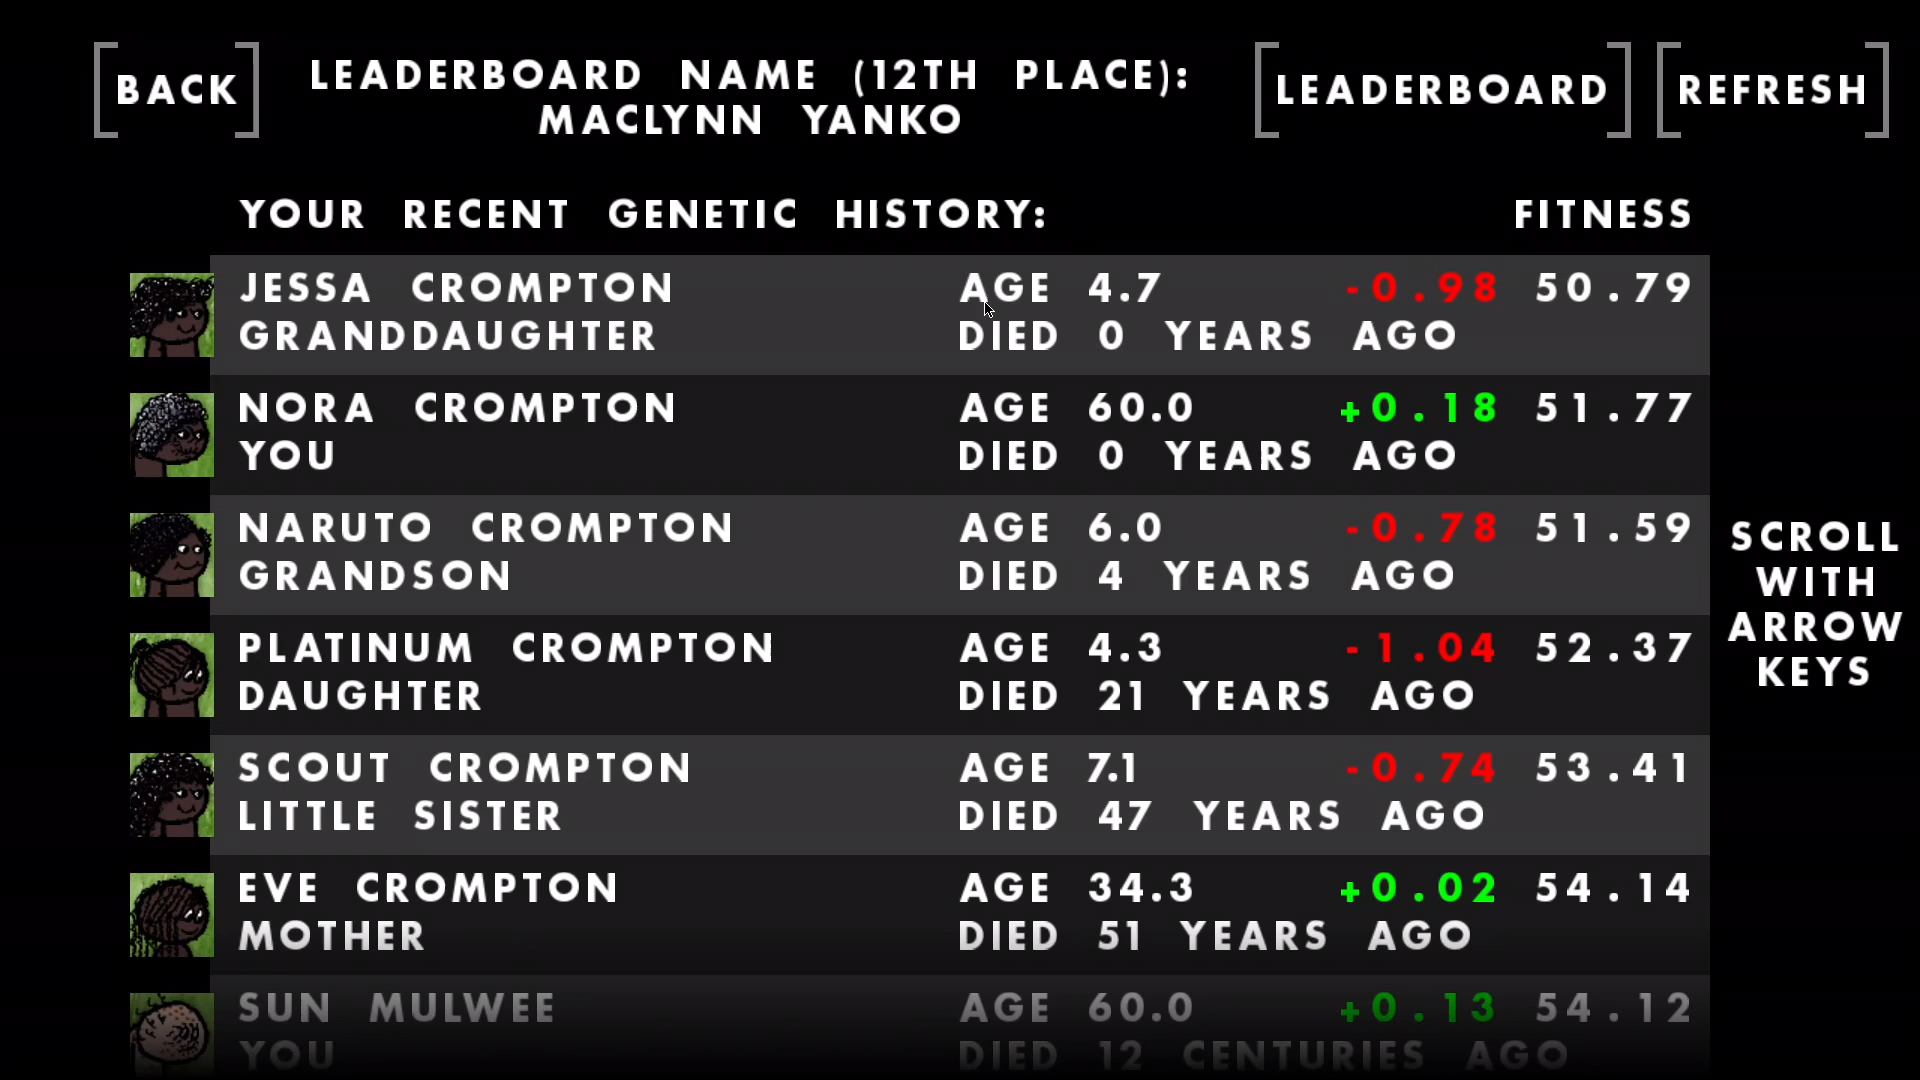 BACK
LEADERBOARD NAME (12TH PLACE):
MACLYNN YANKO
LEADERBOARD
REFRESH
YOUR RECENT GENETIC HISTORY: FITNESS
JESSA CROMPTON AGE 4.7 -0.98 50.79
GRANDDAUGHTER DIED 0 YEARS AGO
NORA CROMPTON AGE 60.0 +0.18 51.77
YOU DIED 0 YEARS AGO
NARUTO CROMPTON AGE 6.0 -0.78 51.59
GRANDSON DIED 4 YEARS AGO
PLATINUM CROMPTON AGE 4.3 -1.04 52.37
DAUGHTER DIED 21 YEARS AGO
SCOUT CROMPTON AGE 7.1 -0.74 53.41
LITTLE SISTER DIED 47 YEARS AGO
EVE CROMPTON AGE 34.3 +0.02 54.14
MOTHER DIED 51 YEARS AGO
SUN MULWEE AGE 60.0 +0.13 54.12
YOU DIED 12 CENTURIES AGO
SCROLL
WITH
ARROW
KEYS